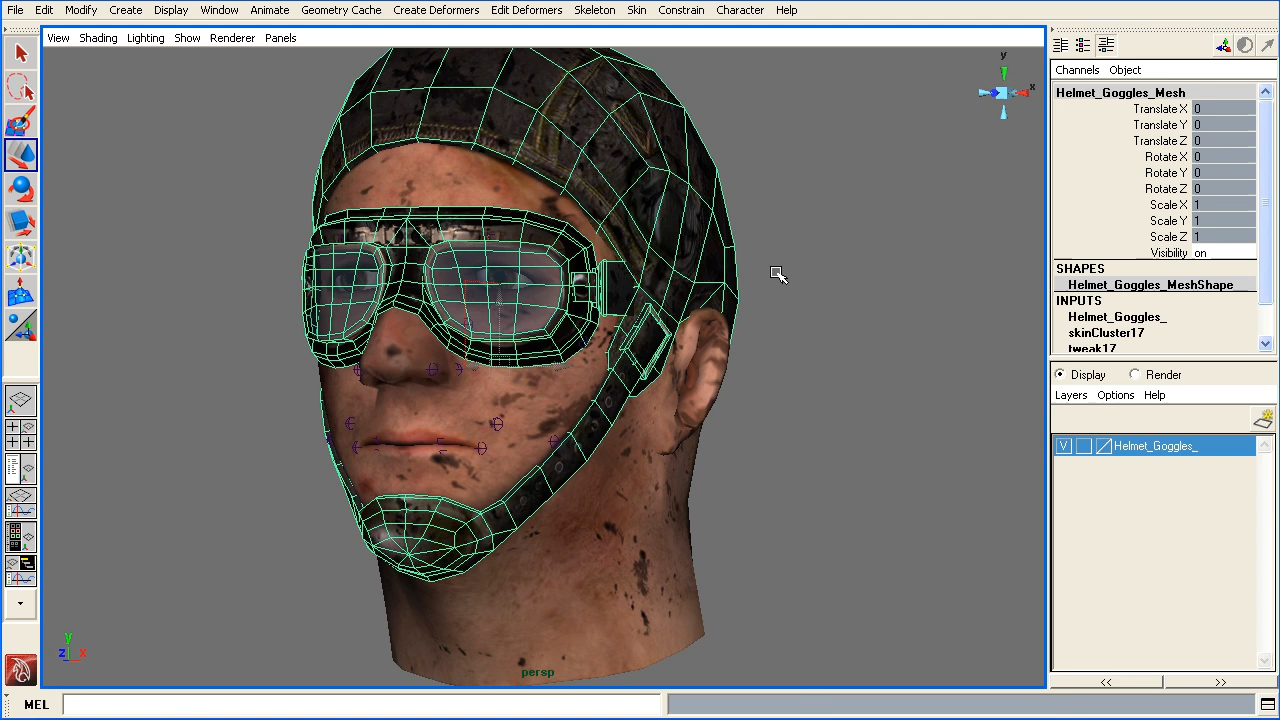 File Edit Modify Create Display Window Animate Geometry Cache Create Deformers Edit Deformers Skeleton Skin Constrain Character Help
View Shading Lighting Show Renderer Panels
y
x
Channels Object
Helmet_Goggles_Mesh
Translate X 0
Translate Y 0
Translate Z 0
Rotate X 0
Rotate Y 0
Rotate Z 0
Scale X 1
Scale Y 1
Scale Z 1
Visibility on
SHAPES
Helmet_Goggles_MeshShape
INPUTS
Helmet_Goggles_
skinCluster17
tweak17
Display Render
Layers Options Help
V Helmet_Goggles_
y
z x
persp
<< >>
MEL